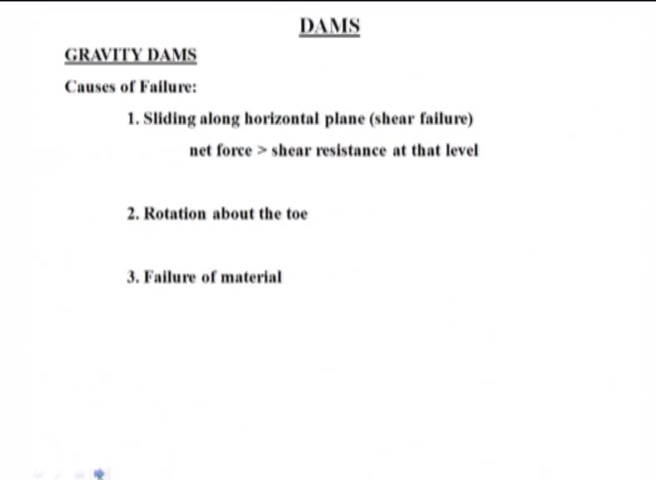 DAMS
GRAVITY DAMS
Causes of Failure:
1. Sliding along horizontal plane (shear failure)
net force > shear resistance at that level
2. Rotation about the toe
3. Failure of material